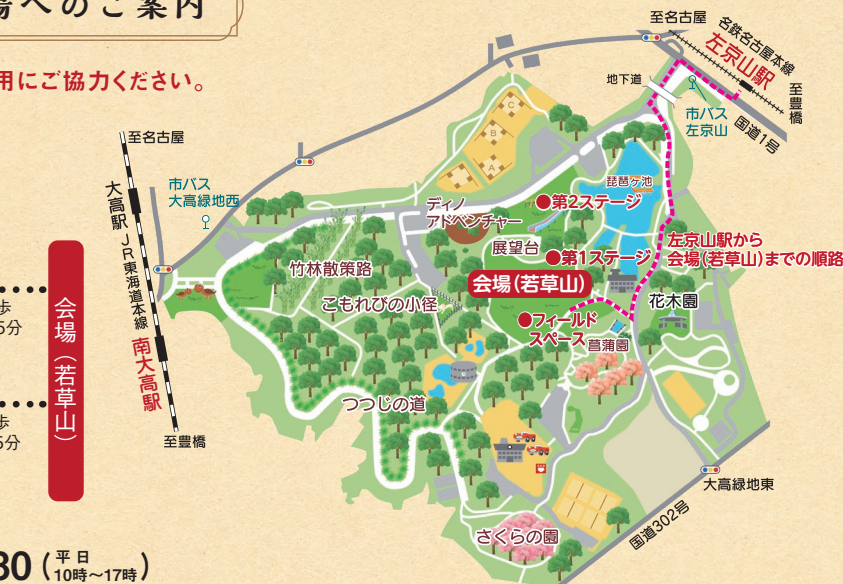 場へのご案内
用にご協力ください。
至名古屋
名鉄名古屋本線
左京山駅
至豊橋
地下道
市バス
左京山
国道1号
至名古屋
大高駅
JR東海道本線
南大高駅
至豊橋
市バス
大高緑地西
C
B
A
琵琶ヶ池
ディノ
アドベンチャー
第2ステージ
展望台
第1ステージ
左京山駅から
会場(若草山)までの順路
竹林散策路
会場(若草山)
こもれびの小径
花木園
フィールド
スペース
菖蒲園
つつじの道
さくらの園
大高緑地東
国道302号
歩
5分
会場(若草山)
歩
5分
30(平日
10時〜17時)